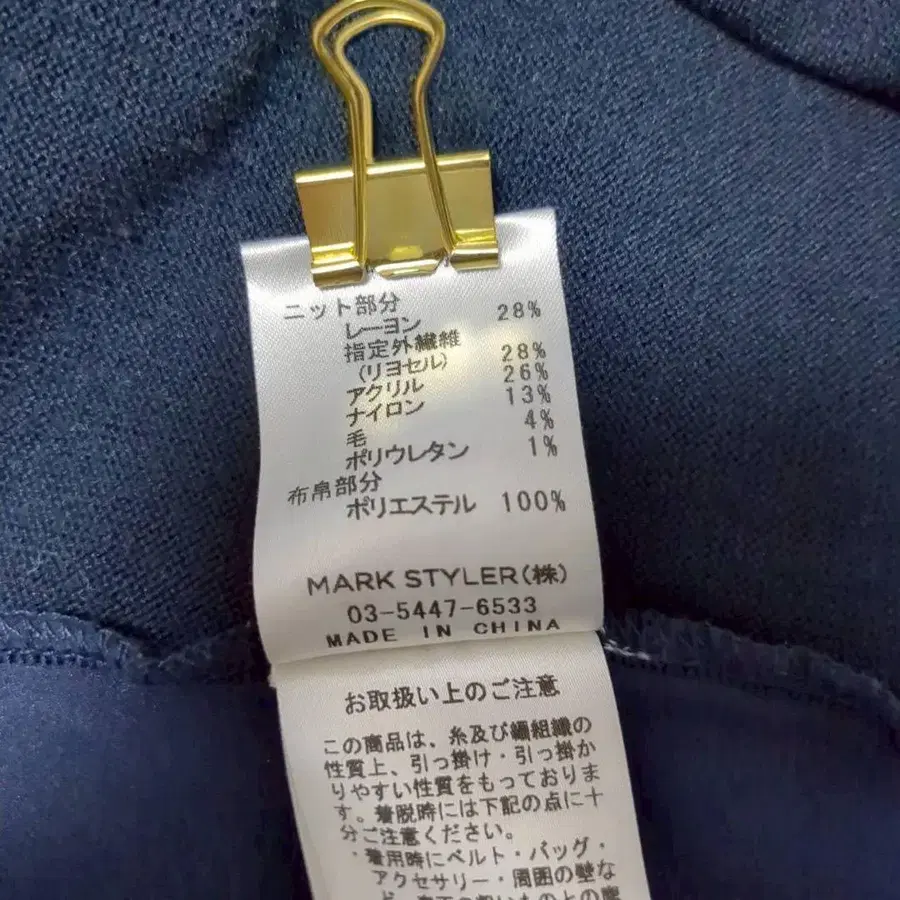 ニット部分
レーヨン 28%
指定外繊維
(リヨセル) 28%
アクリル 26%
ナイロン 13%
毛 4%
ポリウレタン 1%
布帛部分
ポリエステル 100%
MARK STYLER(株)
03-5447-6533
MADE IN CHINA
お取扱い上のご注意
この商品は、糸及び編組織の
性質上、引っ掛け・引っ掛か
りやすい性質をもっておりま
す。着脱時には下記の点に十
分ご注意ください。
・着用時にベルト・バッグ・
アクセサリー・周囲の壁な